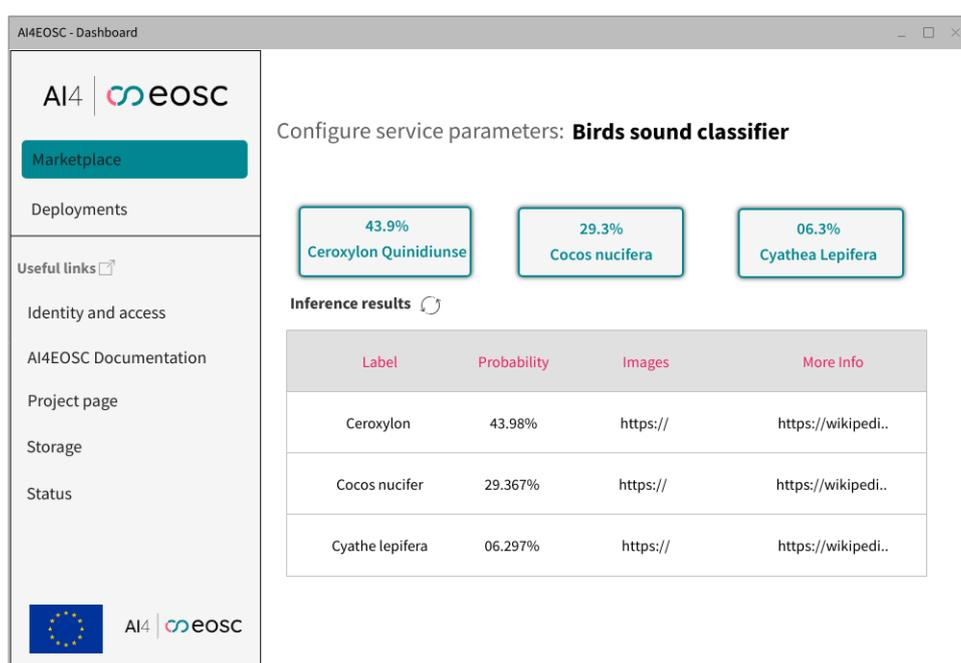 AI4EOSC - Dashboard
AI4 eosc
Marketplace
Deployments
Useful links
Identity and access
AI4EOSC Documentation
Project page
Storage
Status
AI4 eosc
Configure service parameters: Birds sound classifier
43.9%
Ceroxylon Quinidiunse
29.3%
Cocos nucifera
06.3%
Cyathea Lepifera
Inference results
Label Probability Images More Info
Ceroxylon 43.98% https:// https://wikipedi..
Cocos nucifer 29.367% https:// https://wikipedi..
Cyathe lepifera 06.297% https:// https://wikipedi..